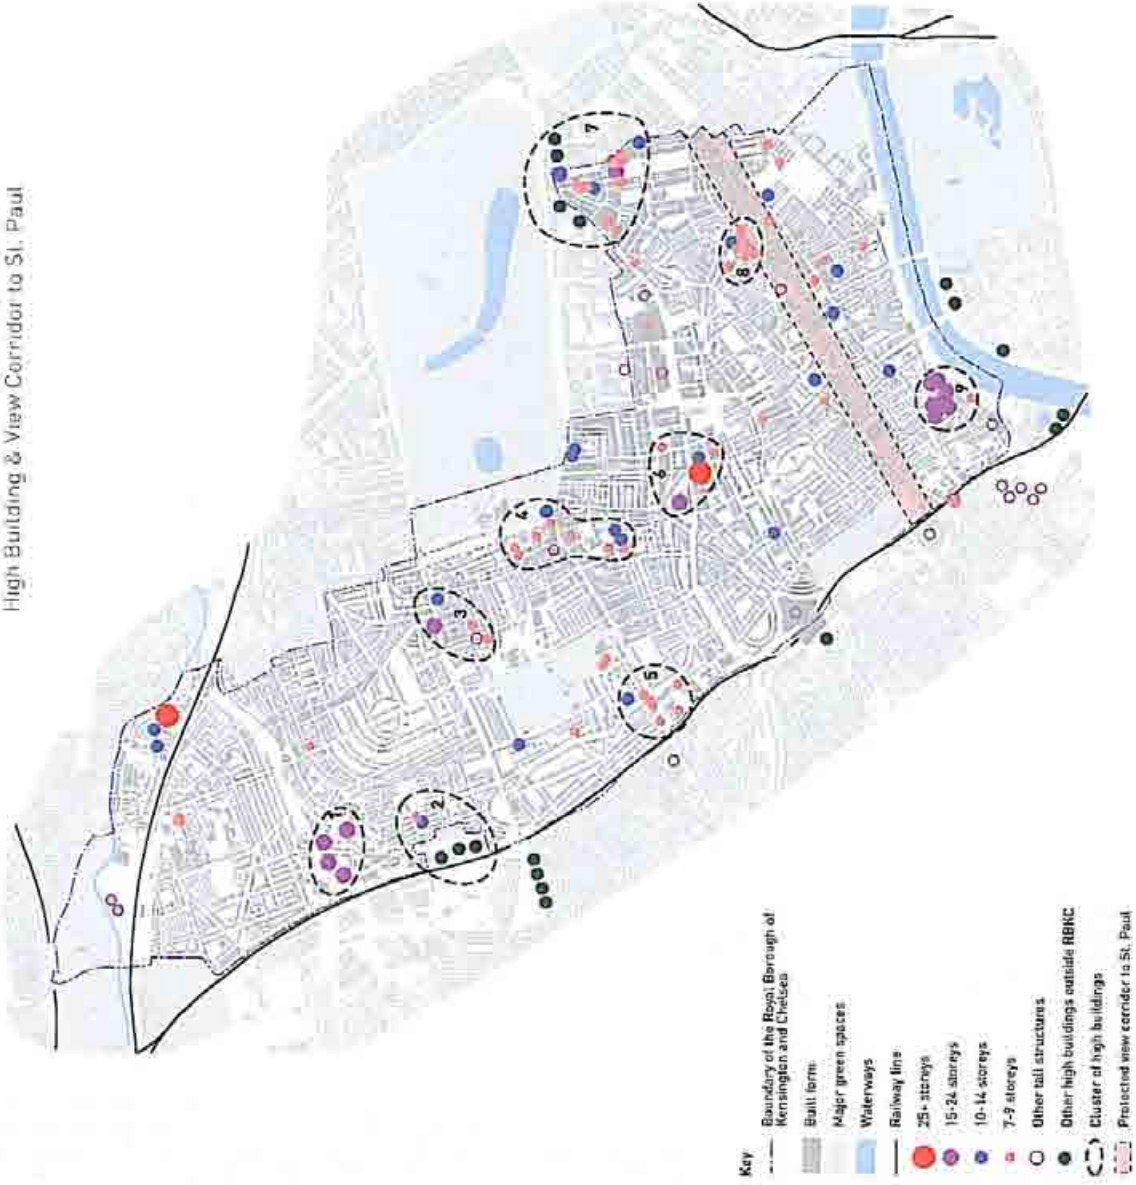 High Building & View Corridor to St. Paul
1
2
3
4
5
6
7
8
9
Key
Boundary of the Royal Borough of
Kensington and Chelsea
Built form
Major green spaces
Waterways
Railway line
25+ storeys
15-24 storeys
10-14 storeys
7-9 storeys
Other tall structures
Other high buildings outside RBKC
Cluster of high buildings
Protected view corridor to St. Paul